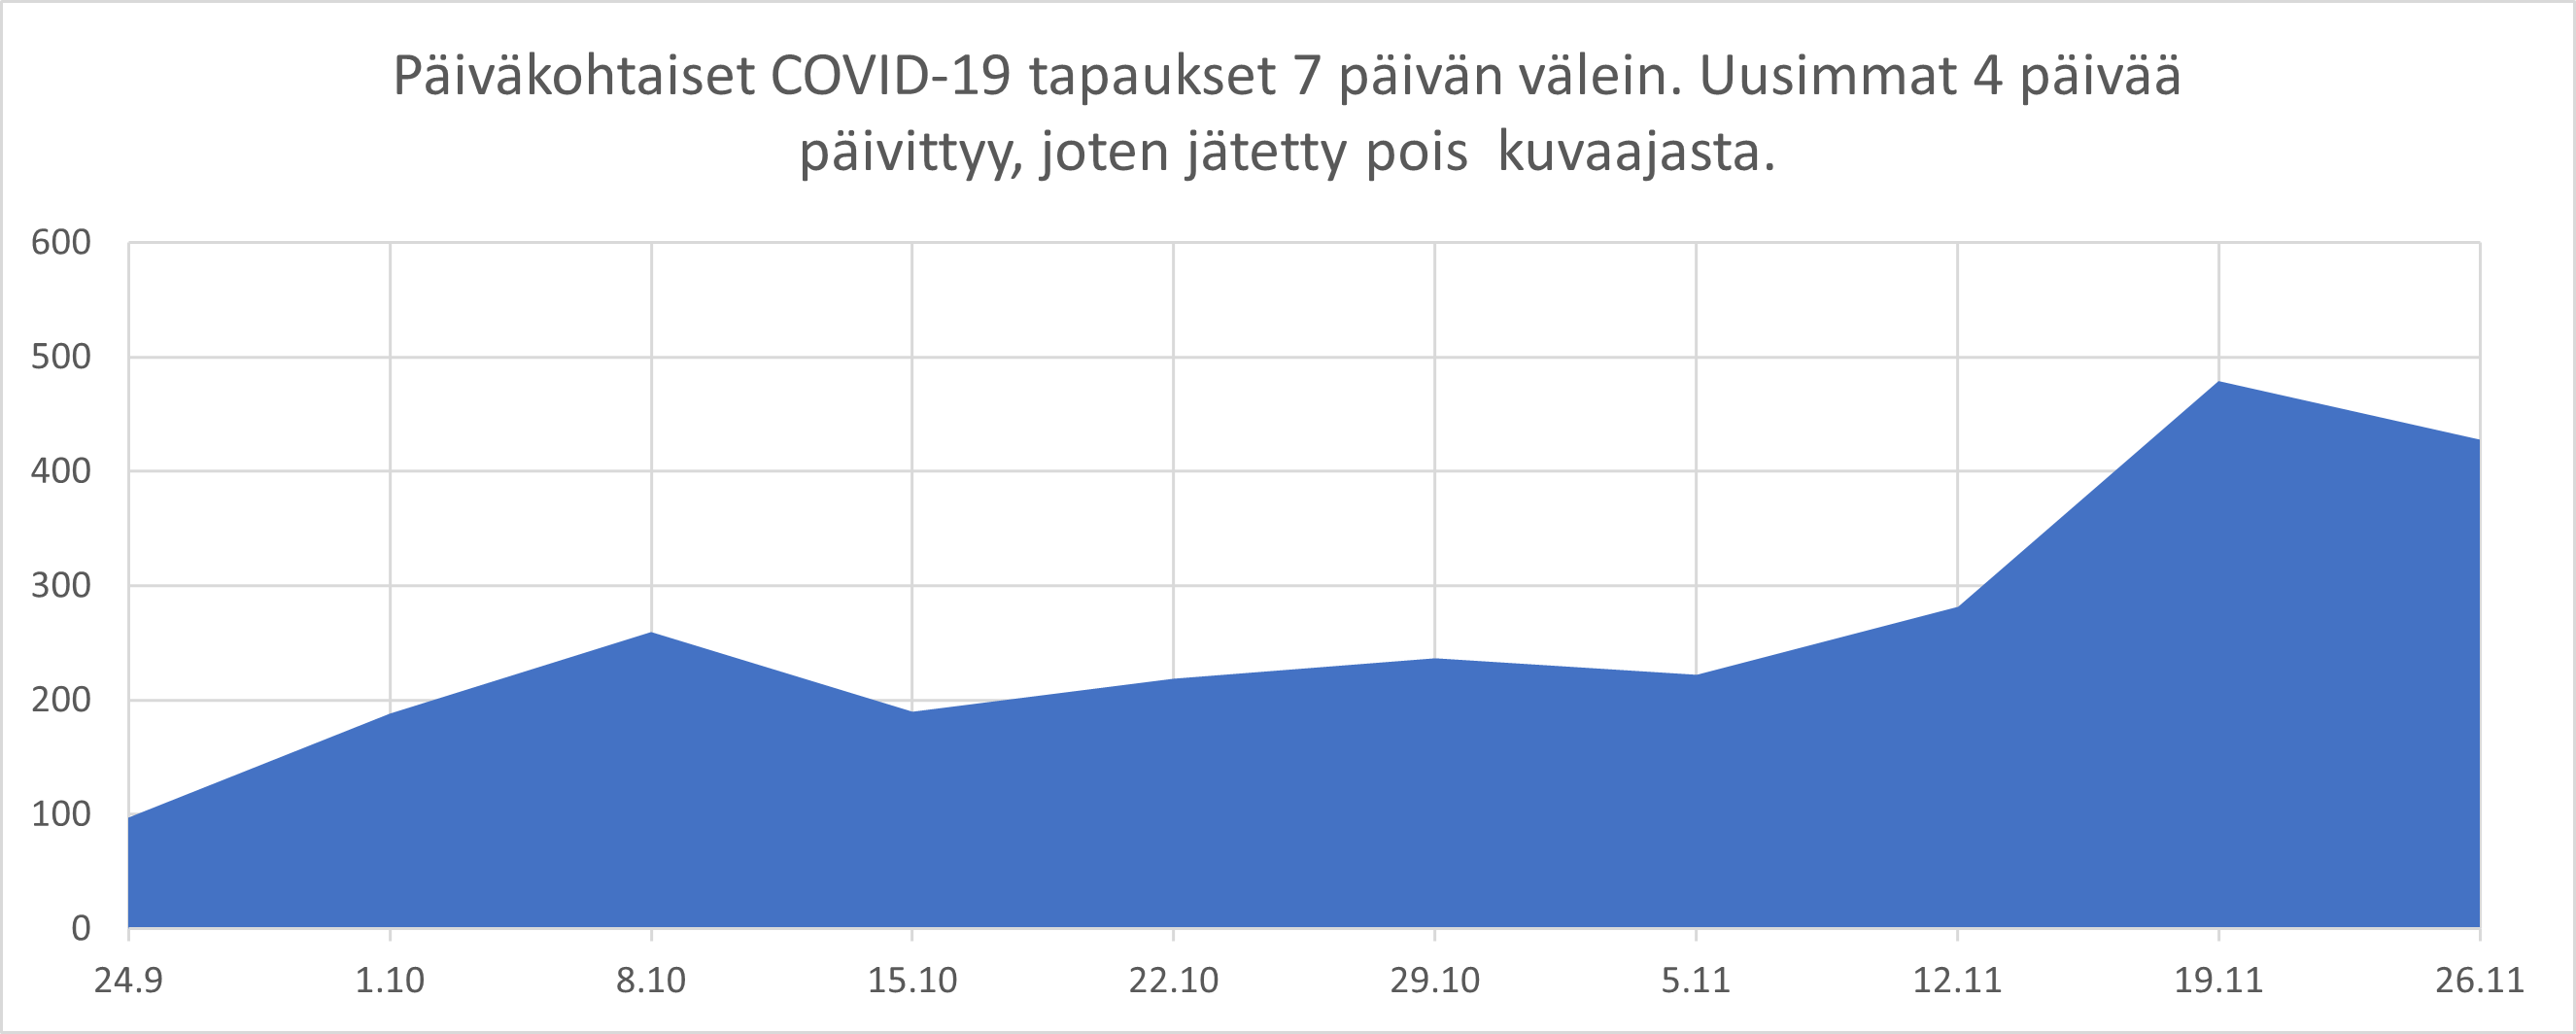 Päiväkohtaiset COVID-19 tapaukset 7 päivän välein. Uusimmat 4 päivää
päivittyy, joten jätetty pois  kuvaajasta.
600
500
400
300
200
100
0
24.9 1.10 8.10 15.10 22.10 29.10 5.11 12.11 19.11 26.11